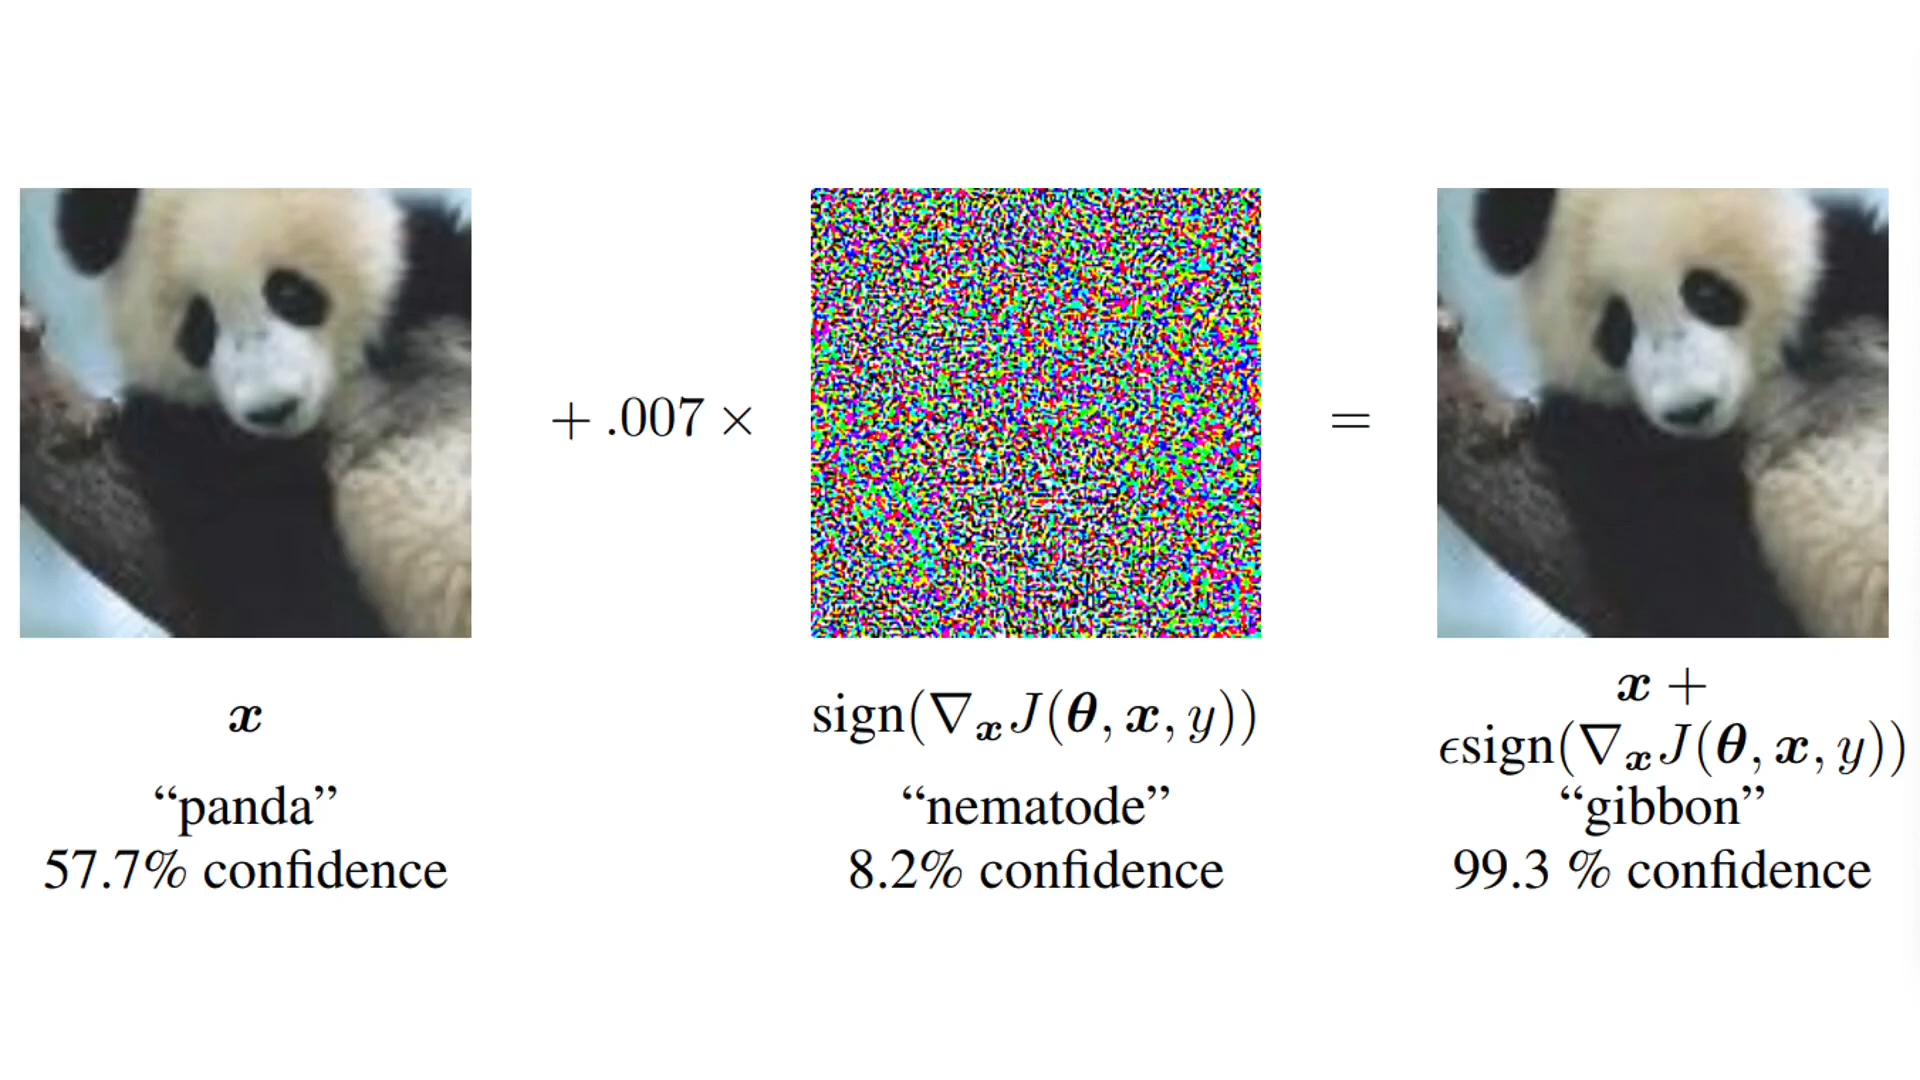 + .007 ×
=
x
sign(∇ₓJ(θ, x, y))
x +
ϵsign(∇ₓJ(θ, x, y))
“panda”
“nematode”
“gibbon”
57.7% confidence
8.2% confidence
99.3 % confidence